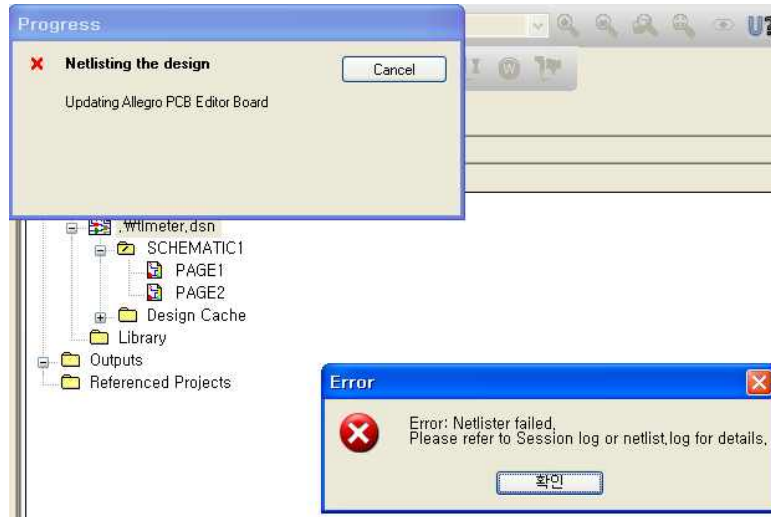 Progress
Netlisting the design
Cancel
Updating Allegro PCB Editor Board
.₩tlmeter.dsn
SCHEMATIC1
PAGE1
PAGE2
Design Cache
Library
Outputs
Referenced Projects
Error
Error: Netlister failed.
Please refer to Session log or netlist.log for details.
확인